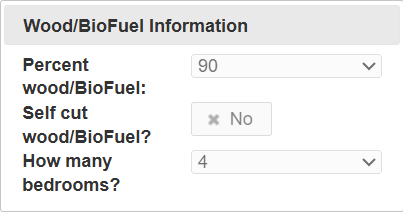 Wood/BioFuel Information
Percent 90
wood/BioFuel:
Self cut
wood/BioFuel? ✖ No
How many 4
bedrooms?